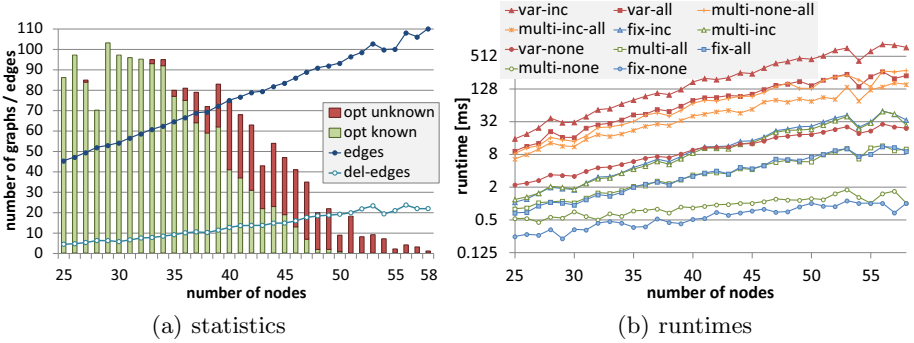 number of graphs / edges
110
100
90
80
70
60
50
40
30
20
10
0
opt unknown
opt known
edges
del-edges
25 30 35 40 45 50 55 58
number of nodes
(a) statistics
var-inc var-all multi-none-all
multi-inc-all fix-inc multi-inc
var-none multi-all fix-all
multi-none fix-none
runtime [ms]
512
128
32
8
2
0.5
0.125
25 30 35 40 45 50 55
number of nodes
(b) runtimes